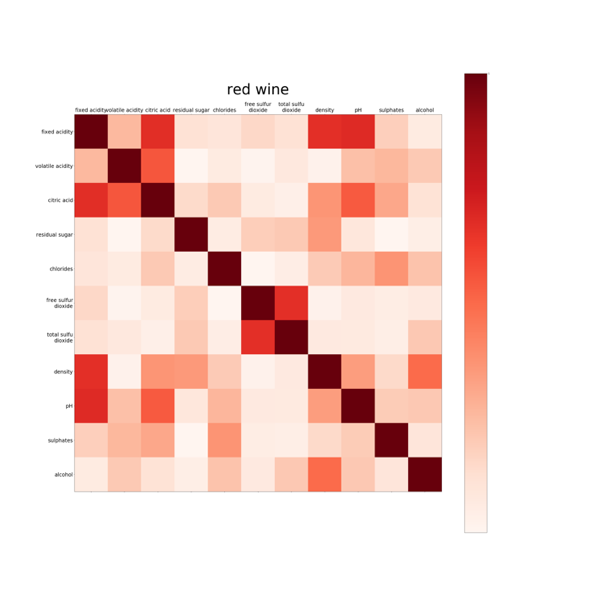 red wine
fixed acidity volatile acidity citric acid residual sugar chlorides free sulfur dioxide total sulfu dioxide density pH sulphates alcohol
fixed acidity
volatile acidity
citric acid
residual sugar
chlorides
free sulfur
dioxide
total sulfu
dioxide
density
pH
sulphates
alcohol